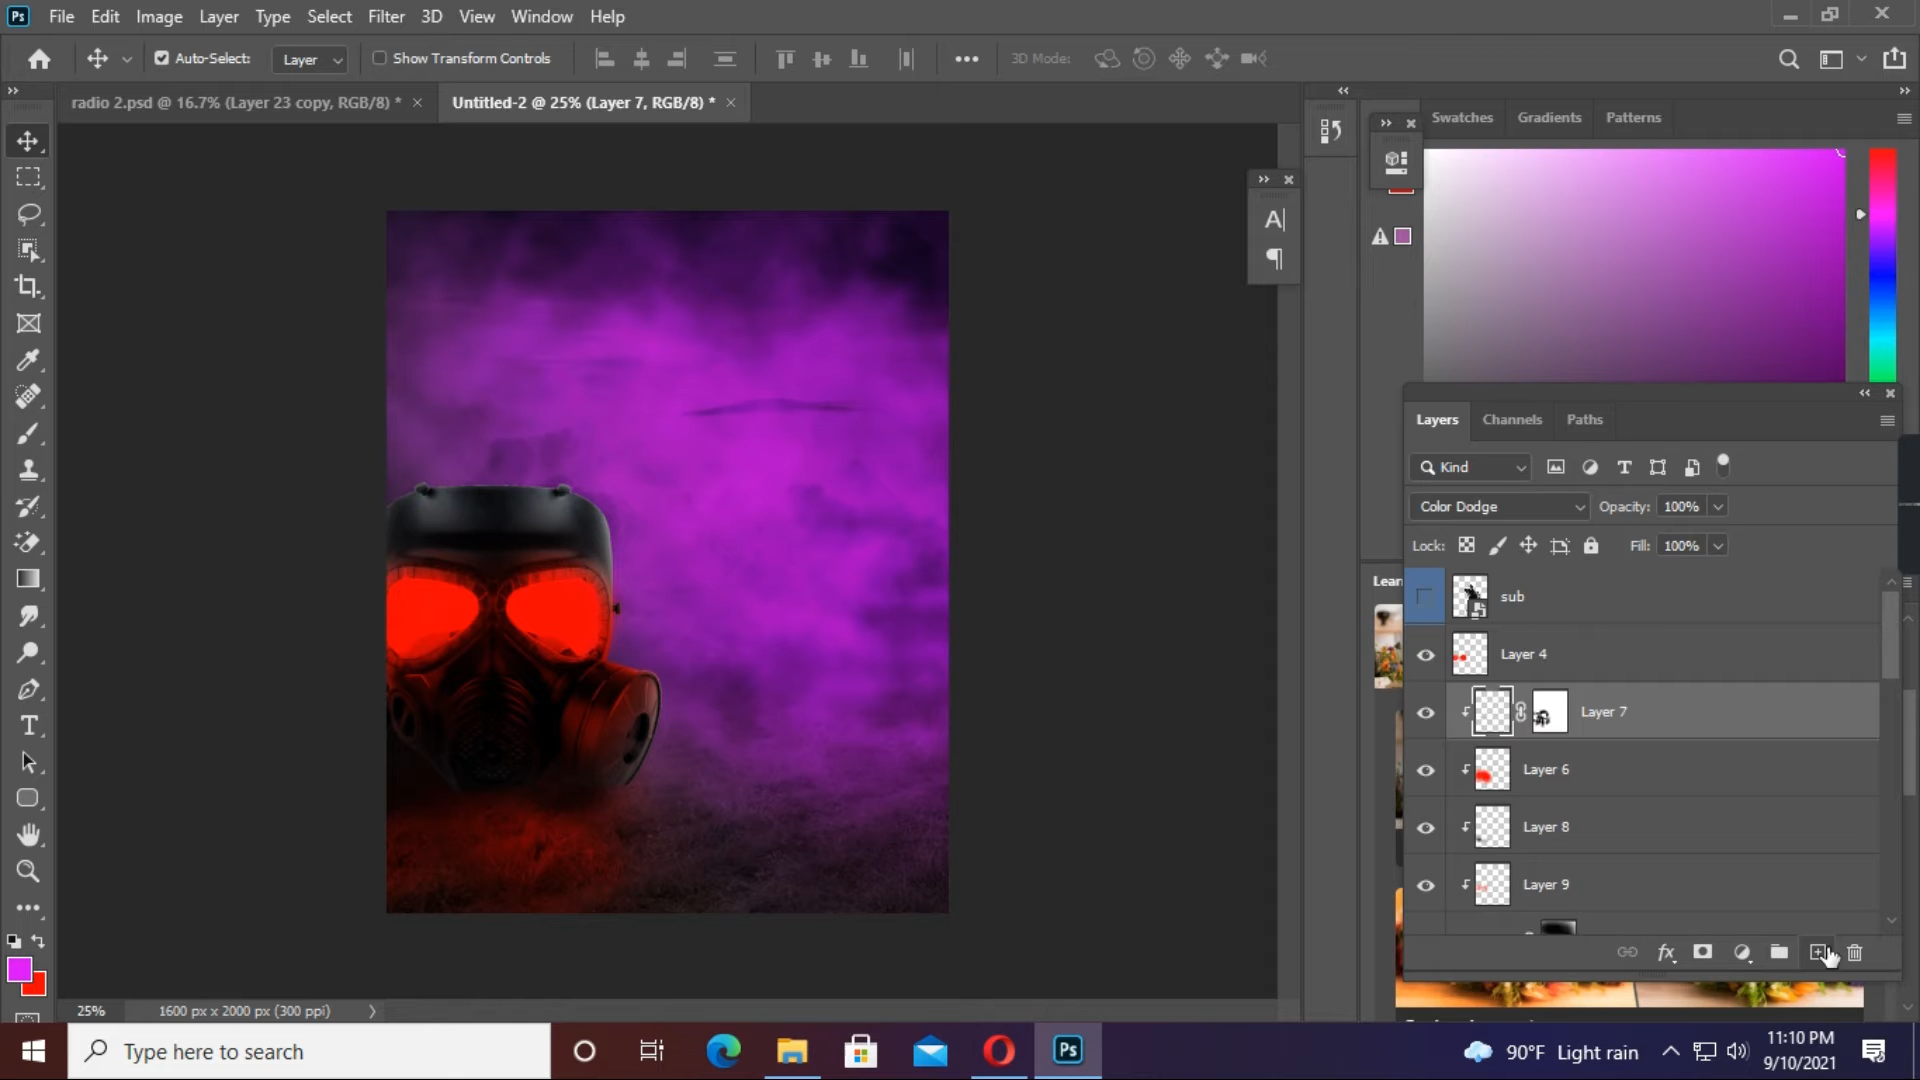 Ps File Edit Image Layer Type Select Filter 3D View Window Help
Auto-Select: Layer Show Transform Controls 3D Mode:
radio 2.psd @ 16.7% (Layer 23 copy, RGB/8) * Untitled-2 @ 25% (Layer 7, RGB/8) *
Swatches Gradients Patterns
Layers Channels Paths
Kind
Color Dodge Opacity: 100%
Lock: Fill: 100%
Lear
sub
Layer 4
Layer 7
Layer 6
Layer 8
Layer 9
fx
25% 1600 px x 2000 px (300 ppi)
Type here to search
Ps
90°F Light rain
11:10 PM
9/10/2021